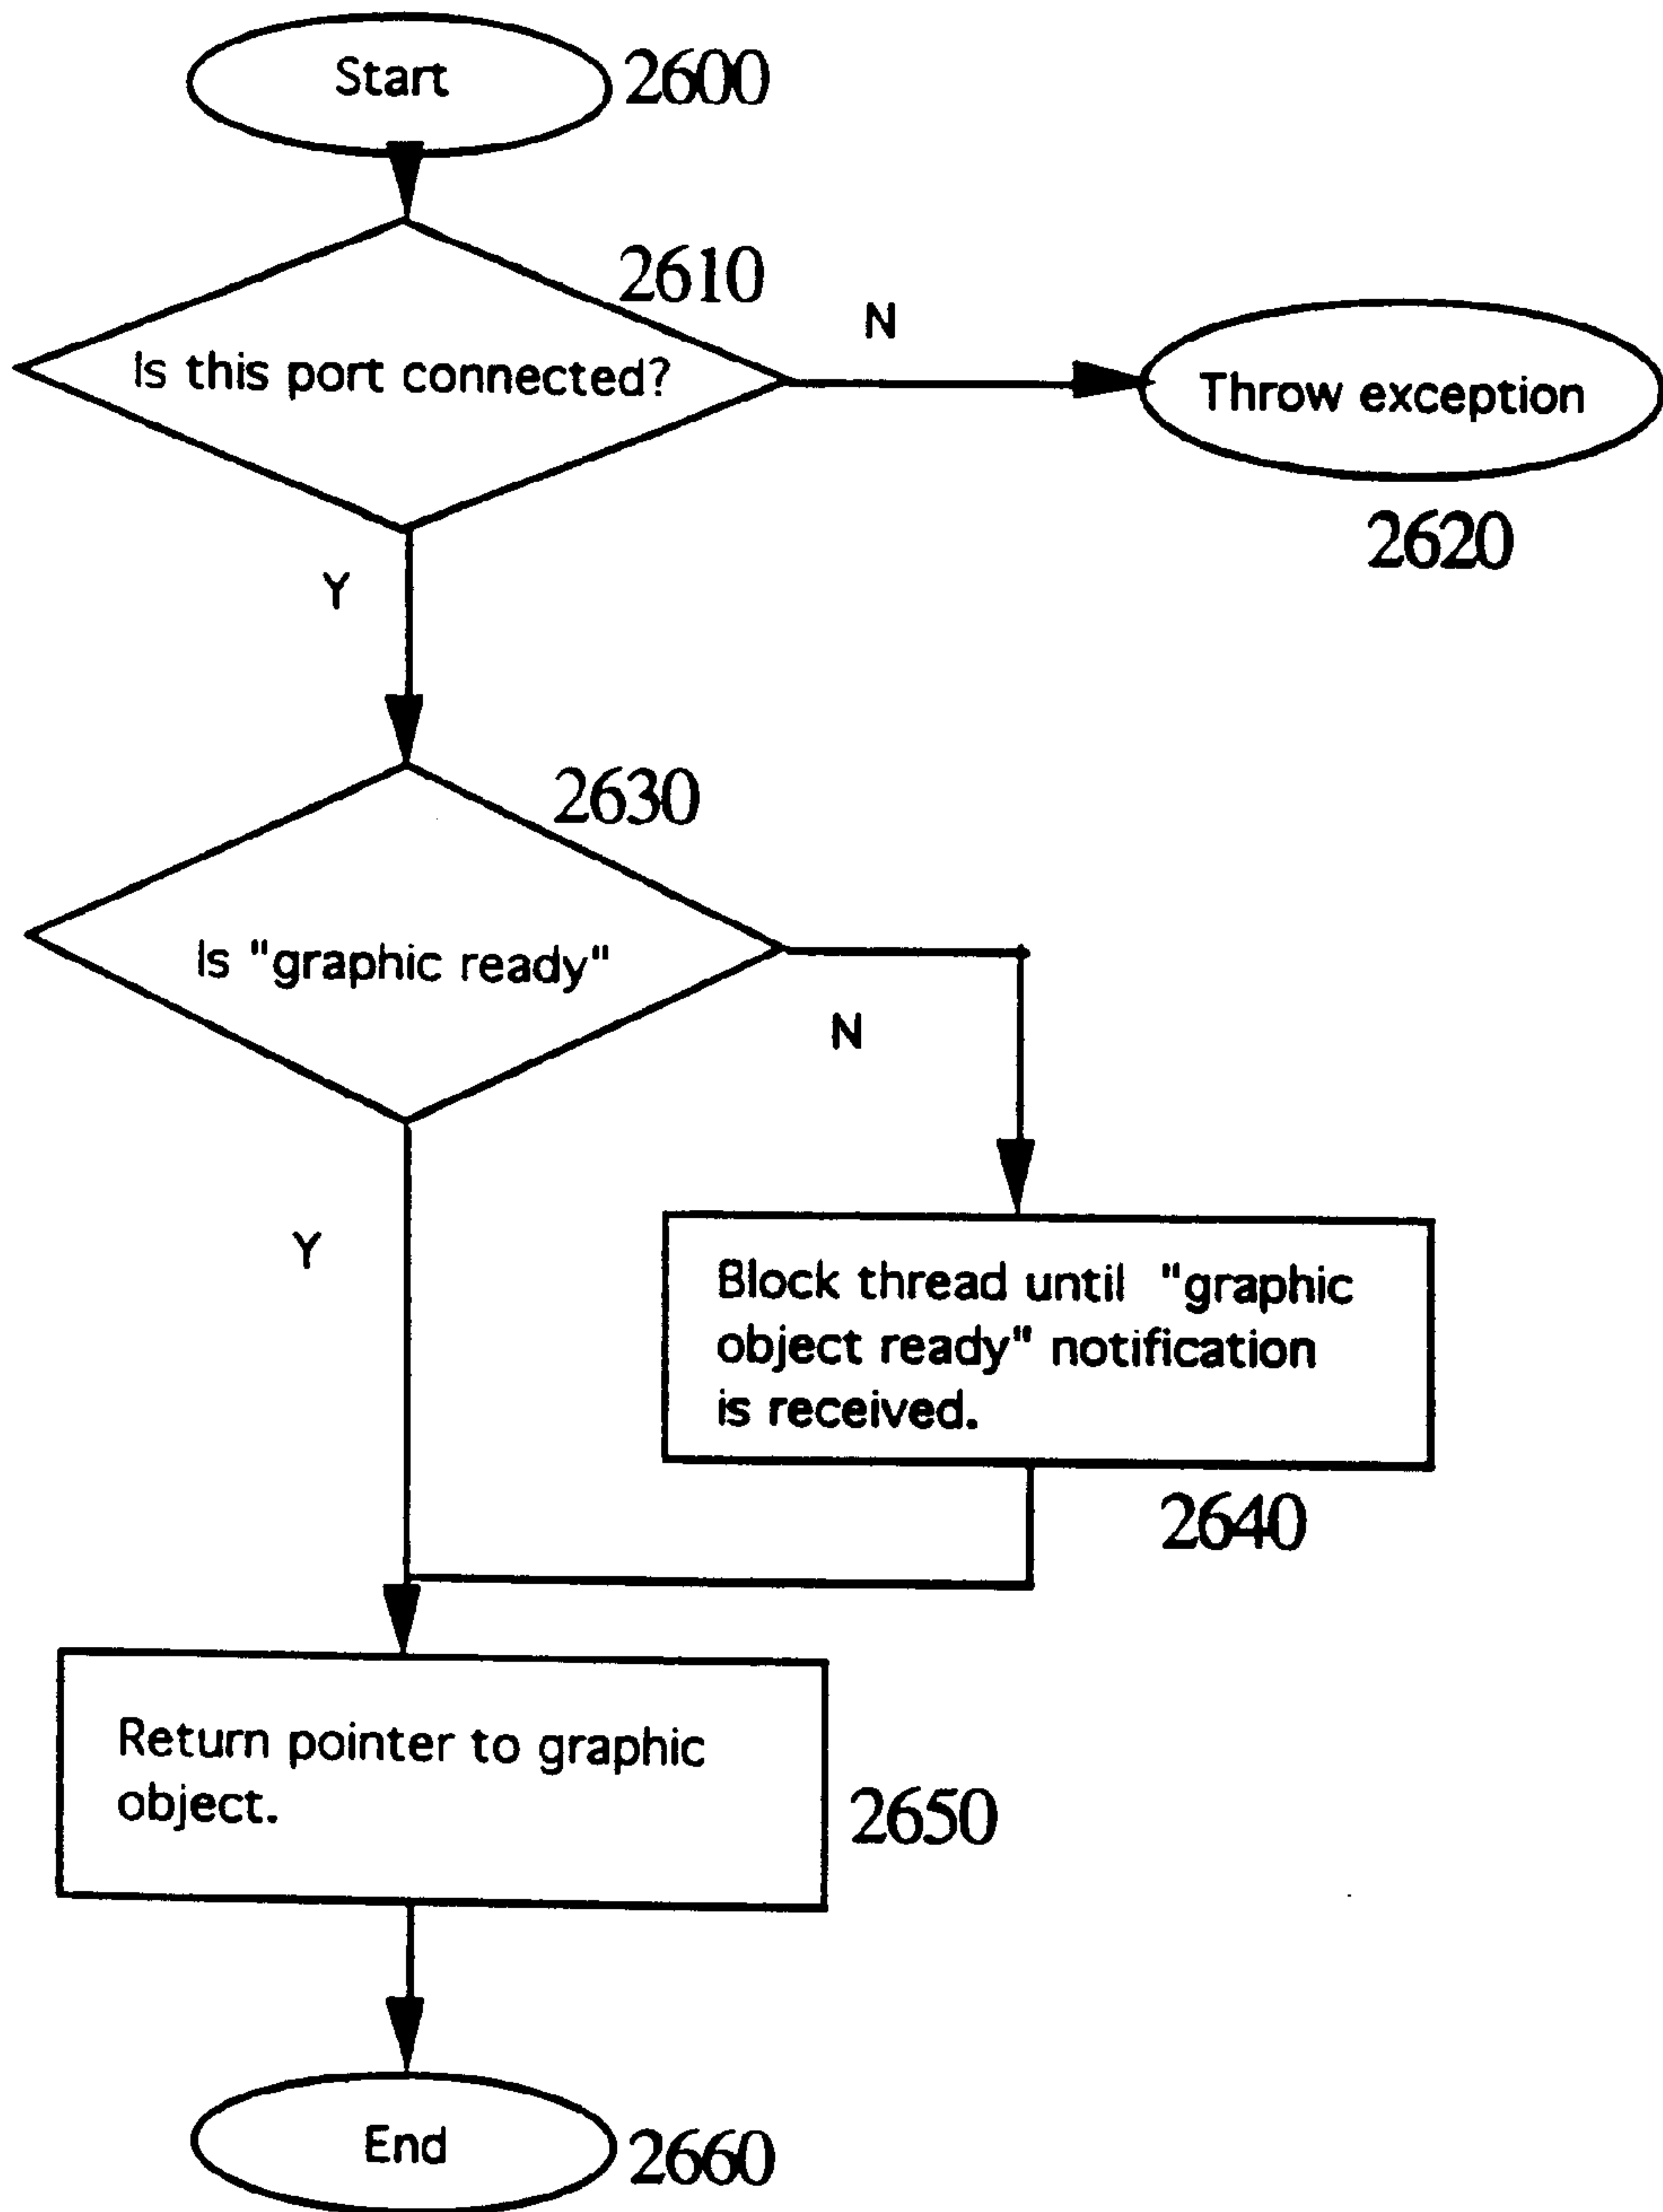 Start
2600
2610
N
Is this port connected?
Throw exception
2620
Y
2630
Is "graphic ready"
N
Y
Block thread until "graphic
object ready" notification
is received.
2640
Return pointer to graphic
object.
2650
End
2660